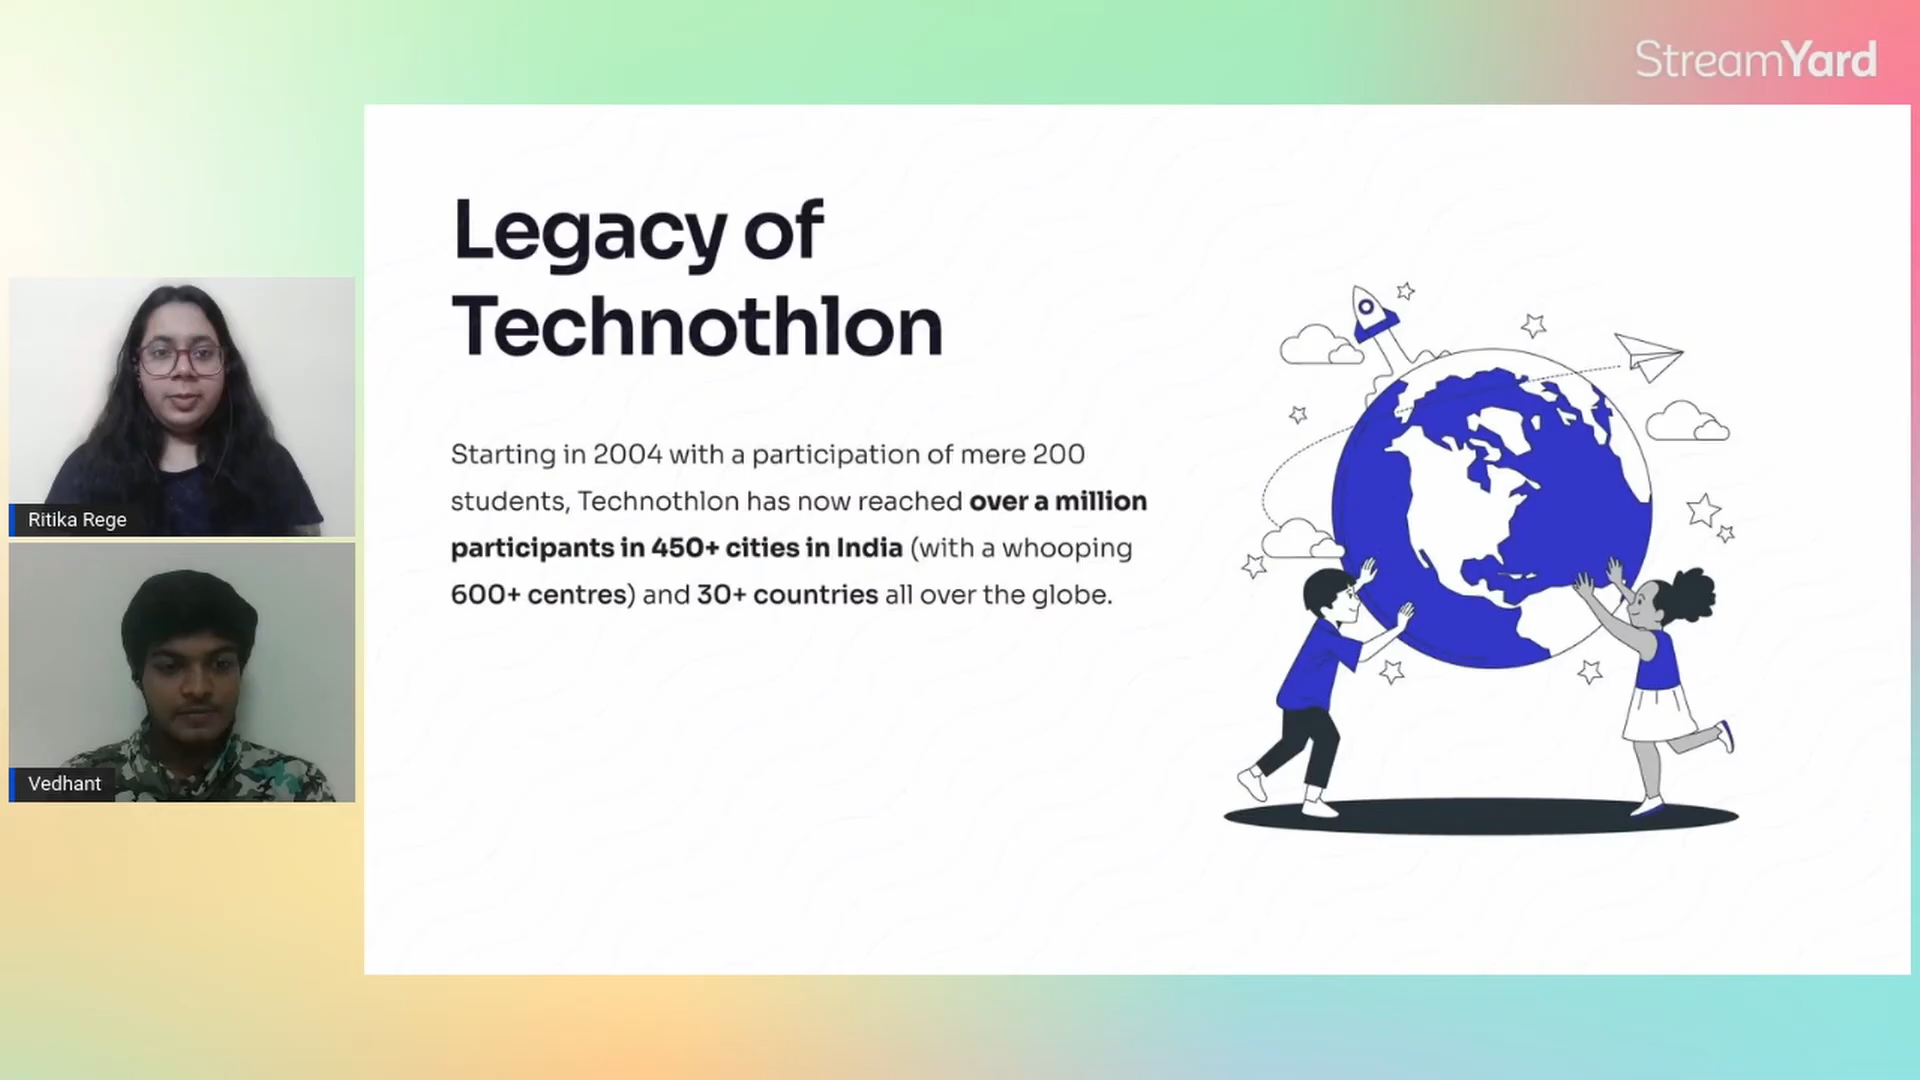 StreamYard
Legacy of
Technothlon
Starting in 2004 with a participation of mere 200
students, Technothlon has now reached over a million
participants in 450+ cities in India (with a whooping
600+ centres) and 30+ countries all over the globe.
Ritika Rege
Vedhant